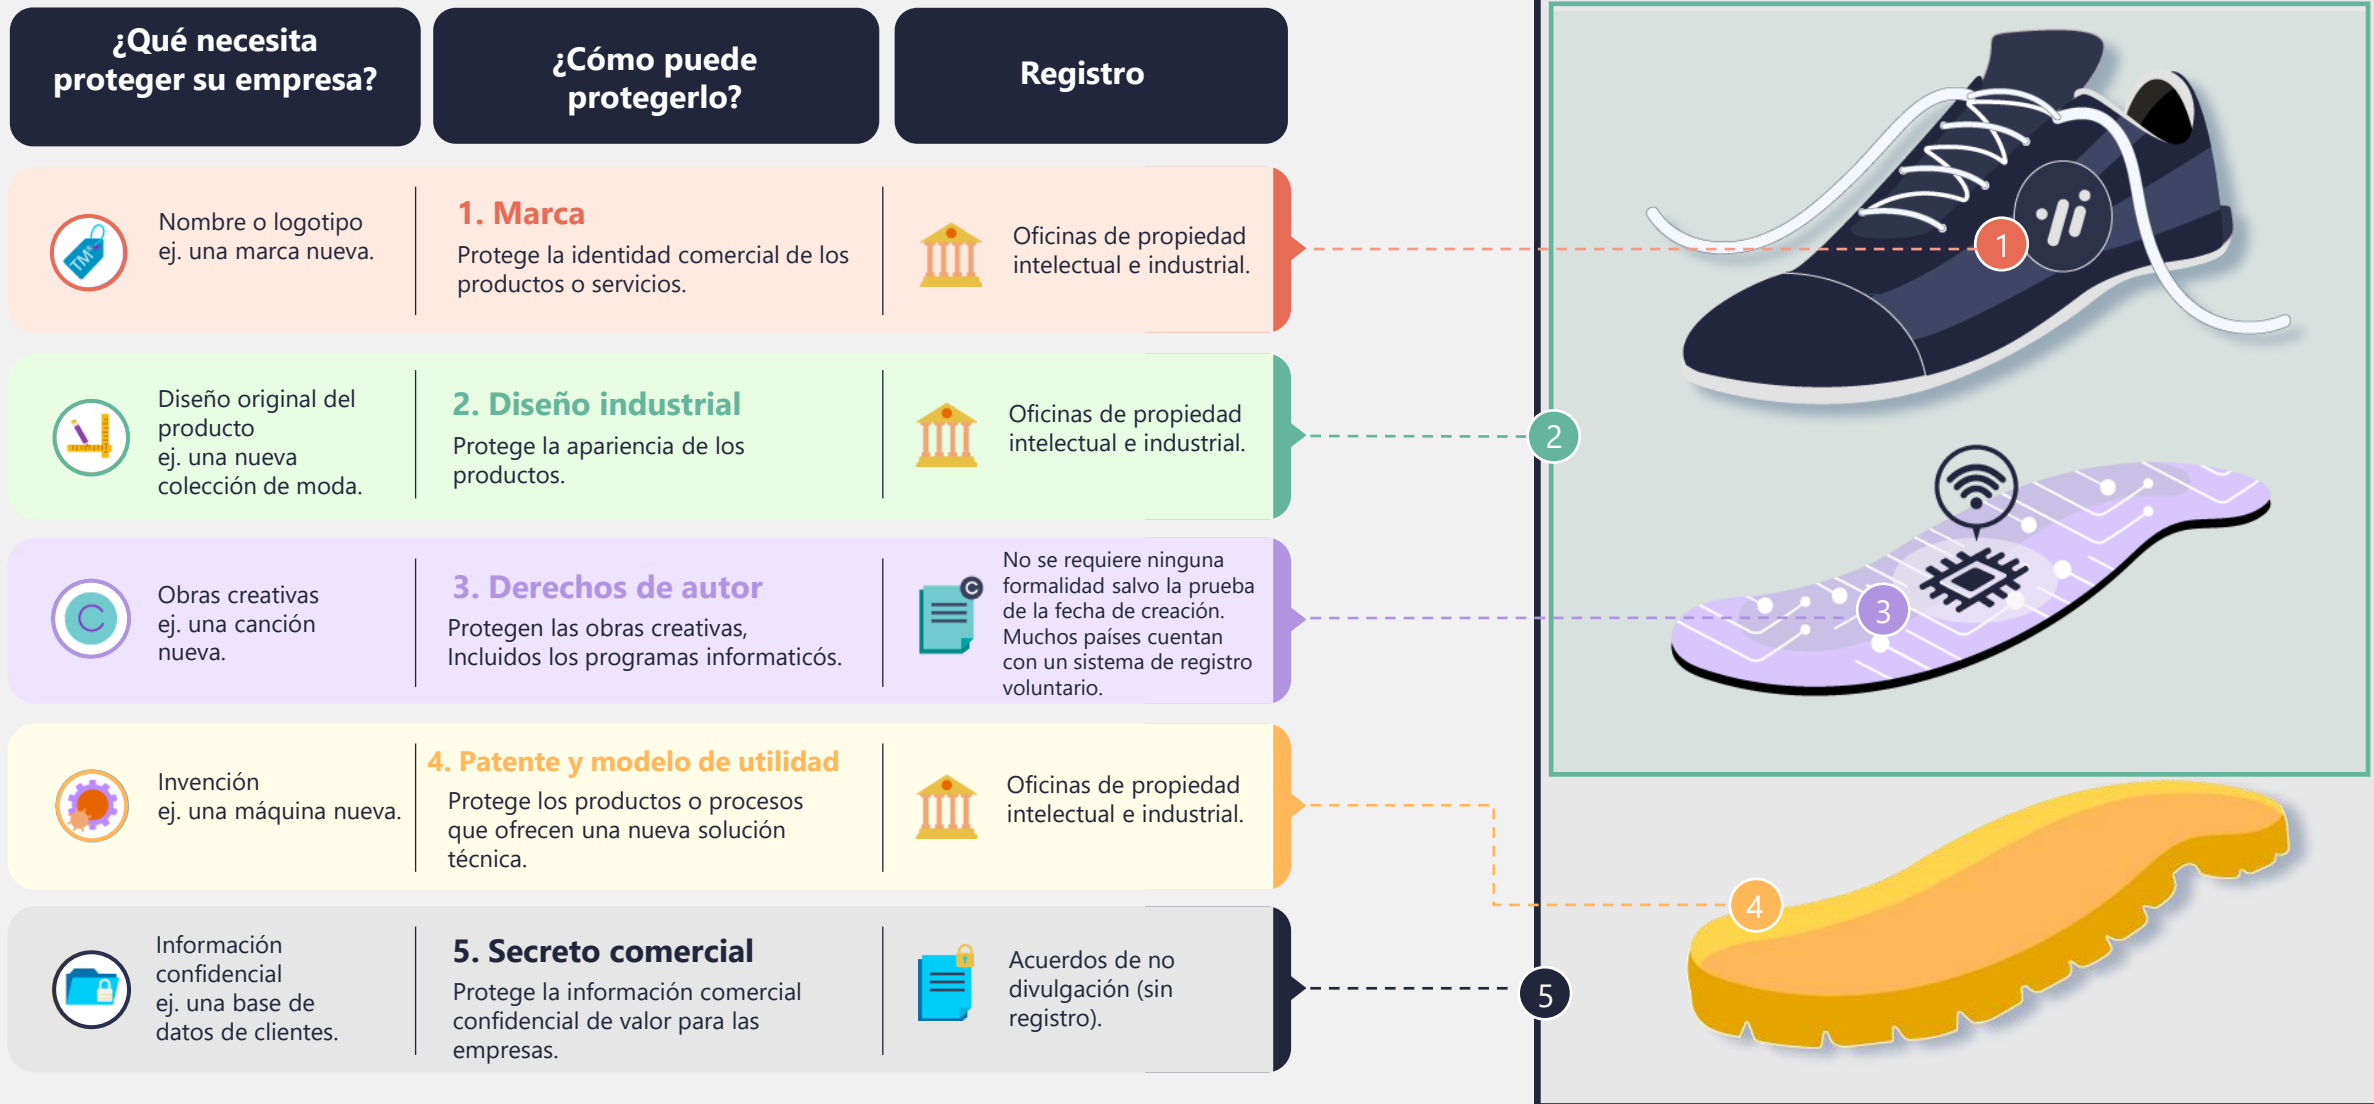 ¿Qué necesita
proteger su empresa?
¿Cómo puede
protegerlo?
Registro
TM
Nombre o logotipo
ej. una marca nueva.
1. Marca
Protege la identidad comercial de los
productos o servicios.
Oficinas de propiedad
intelectual e industrial.
1
Diseño original del
producto
ej. una nueva
colección de moda.
2. Diseño industrial
Protege la apariencia de los
productos.
Oficinas de propiedad
intelectual e industrial.
2
C
Obras creativas
ej. una canción
nueva.
3. Derechos de autor
Protegen las obras creativas,
Incluidos los programas informaticós.
C
No se requiere ninguna
formalidad salvo la prueba
de la fecha de creación.
Muchos países cuentan
con un sistema de registro
voluntario.
3
Invención
ej. una máquina nueva.
4. Patente y modelo de utilidad
Protege los productos o procesos
que ofrecen una nueva solución
técnica.
Oficinas de propiedad
intelectual e industrial.
4
Información
confidencial
ej. una base de
datos de clientes.
5. Secreto comercial
Protege la información comercial
confidencial de valor para las
empresas.
Acuerdos de no
divulgación (sin
registro).
5